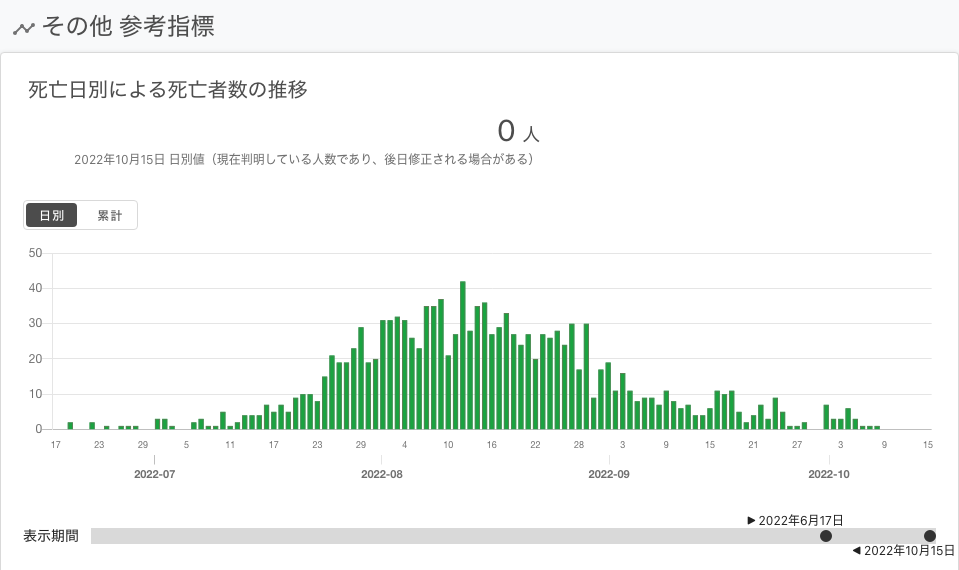 その他 参考指標
死亡日別による死亡者数の推移
0 人
2022年10月15日 日別値（現在判明している人数であり、後日修正される場合がある）
日別 累計
50
40
30
20
10
0
17 23 29 5 11 17 23 29 4 10 16 22 28 3 9 15 21 27 3 9 15
2022-07 2022-08 2022-09 2022-10
▶ 2022年6月17日
表示期間
◀ 2022年10月15日